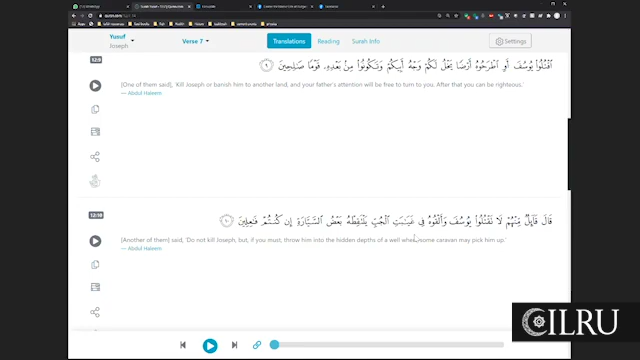 Yusuf
Joseph
Verse 7
Translations
Reading
Surah Info
Settings
12:9
ٱقْتُلُوا۟ يُوسُفَ أَوِ ٱطْرَحُوهُ أَرْضًا يَخْلُ لَكُمْ وَجْهُ أَبِيكُمْ وَتَكُونُوا۟ مِنۢ بَعْدِهِۦ قَوْمًا صَـٰلِحِينَ ٩
[One of them said], 'Kill Joseph or banish him to another land, and your father's attention will be free to turn to you. After that you can be righteous.'
— Abdul Haleem
12:10
قَالَ قَآئِلٌ مِّنْهُمْ لَا تَقْتُلُوا۟ يُوسُفَ وَأَلْقُوهُ فِى غَيَـٰبَتِ ٱلْجُبِّ يَلْتَقِطْهُ بَعْضُ ٱلسَّيَّارَةِ إِن كُنتُمْ فَـٰعِلِينَ ١٠
[Another of them] said, 'Do not kill Joseph, but, if you must, throw him into the hidden depths of a well where some caravan may pick him up.'
— Abdul Haleem
CILRU